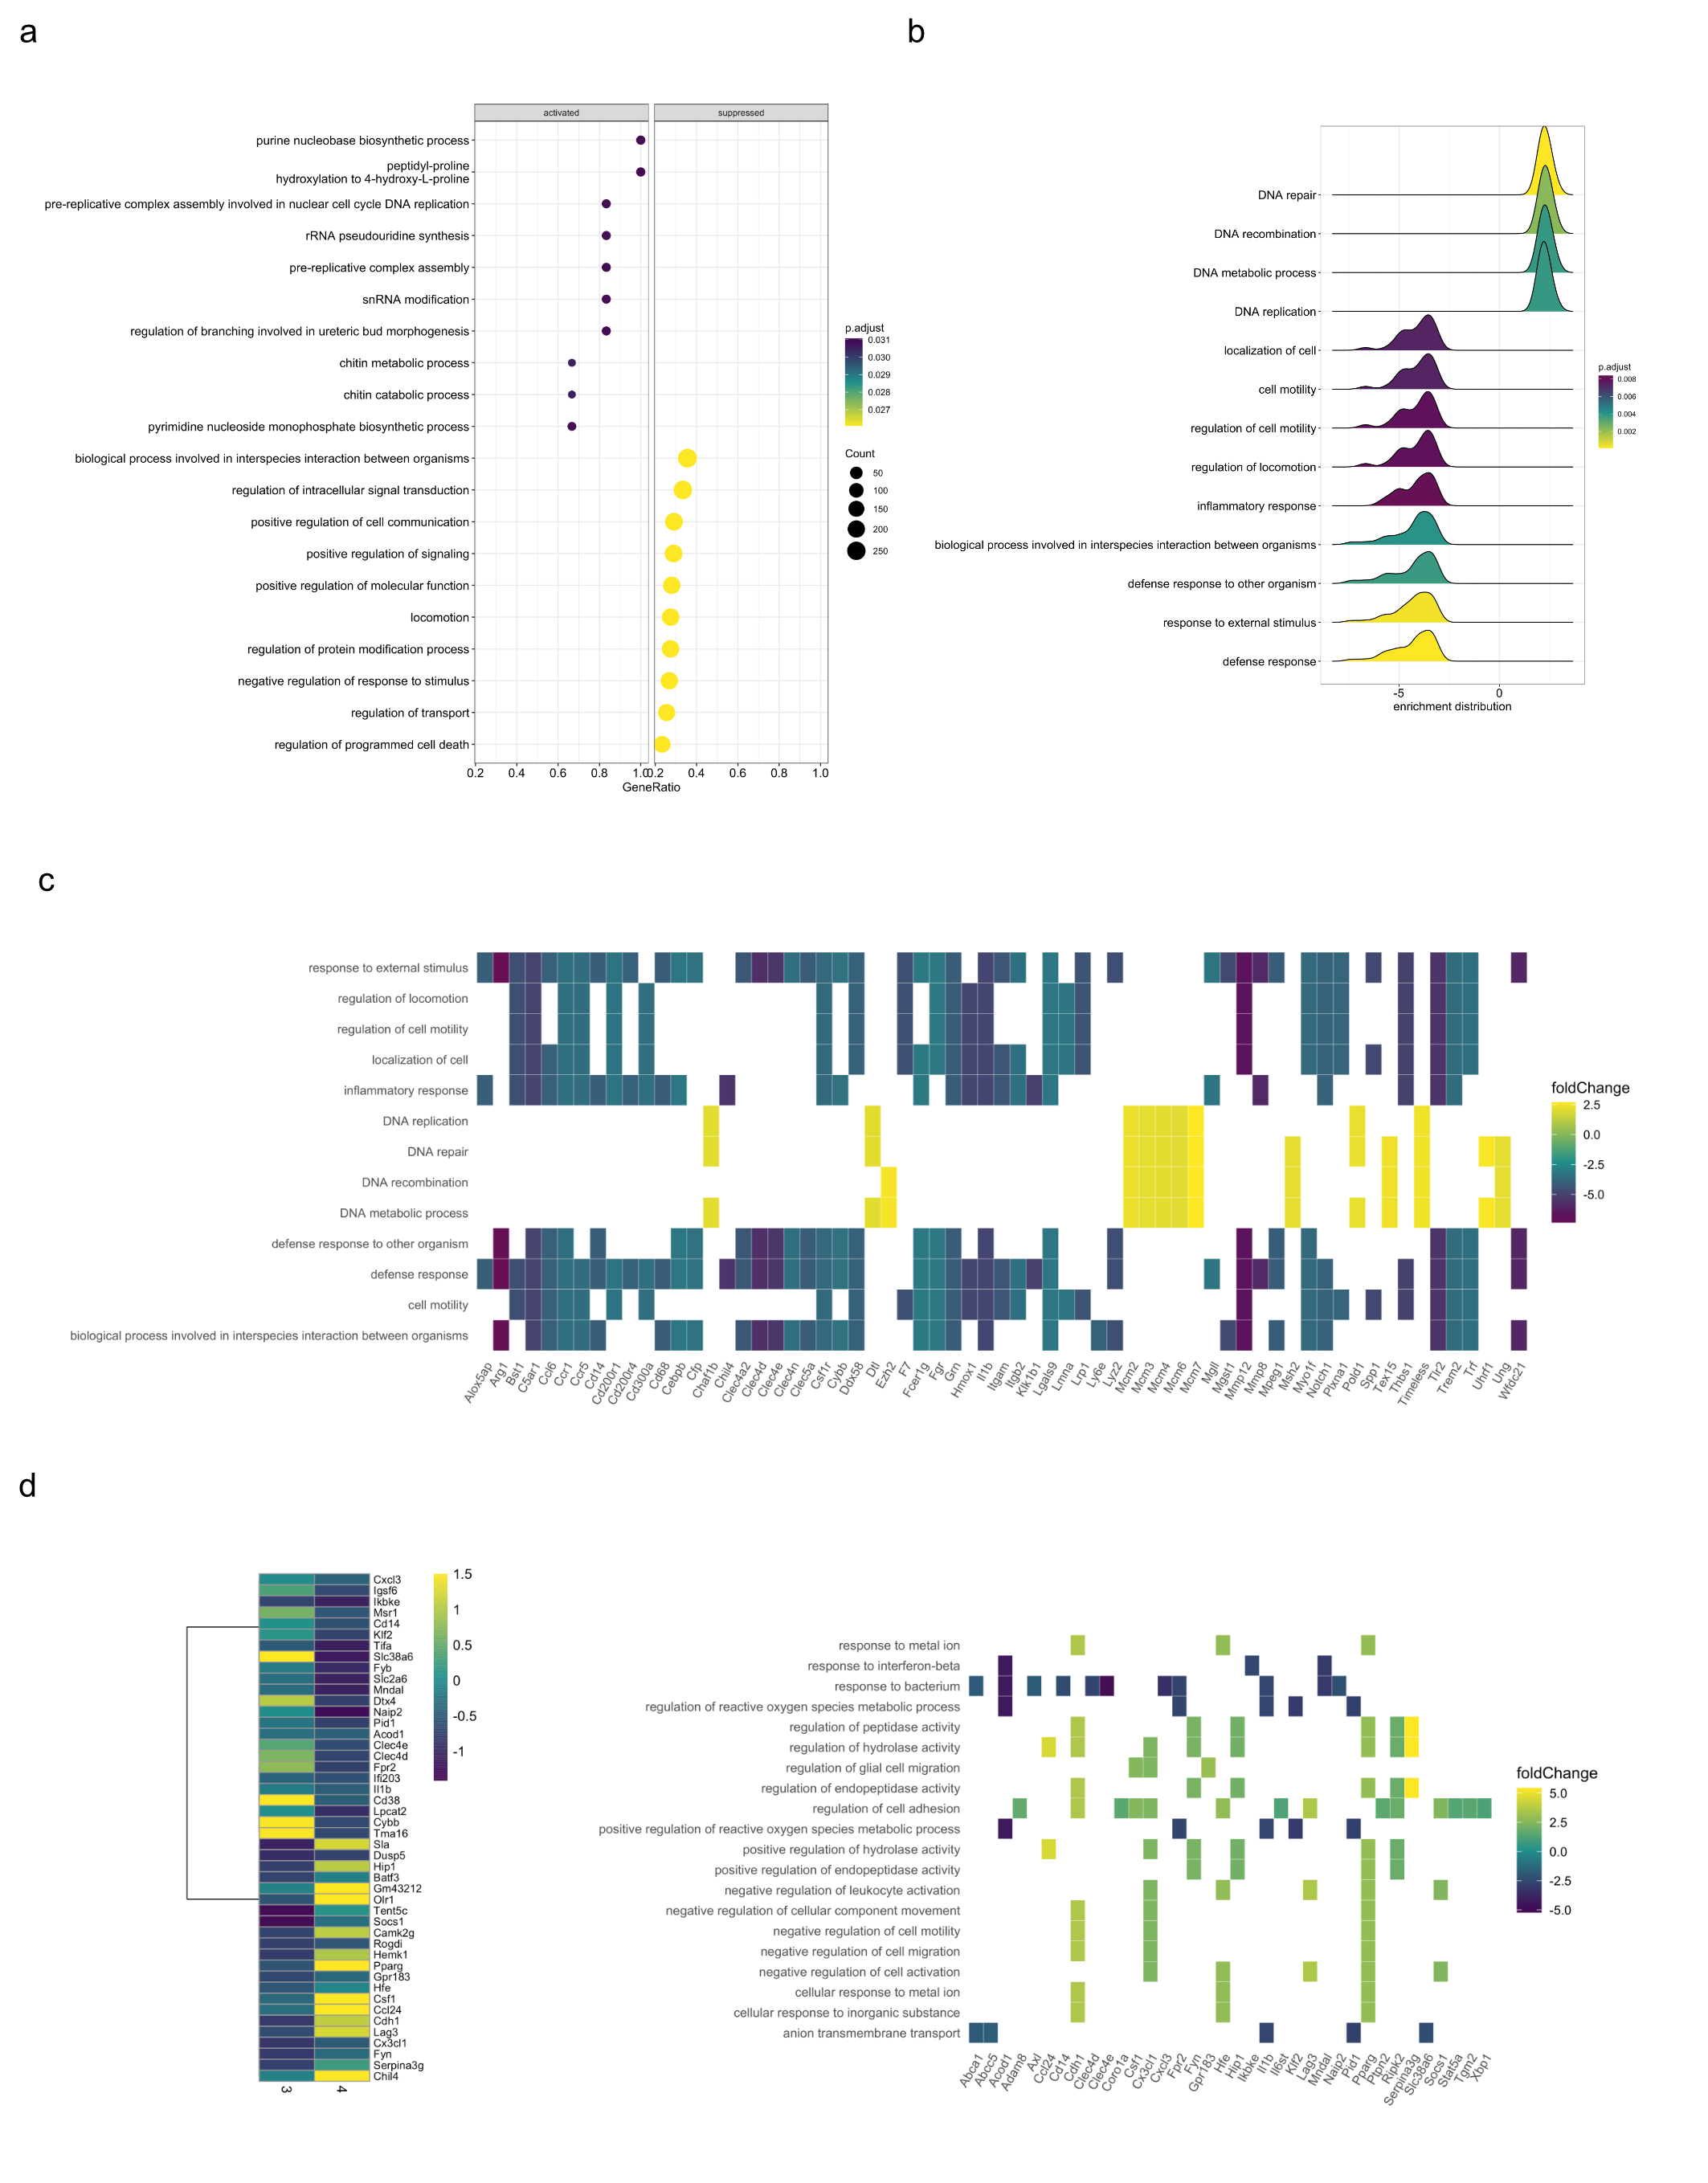 a
b
activated
suppressed
purine nucleobase biosynthetic process
peptidyl-proline
hydroxylation to 4-hydroxy-L-proline
pre-replicative complex assembly involved in nuclear cell cycle DNA replication
rRNA pseudouridine synthesis
pre-replicative complex assembly
snRNA modification
regulation of branching involved in ureteric bud morphogenesis
chitin metabolic process
chitin catabolic process
pyrimidine nucleoside monophosphate biosynthetic process
biological process involved in interspecies interaction between organisms
regulation of intracellular signal transduction
positive regulation of cell communication
positive regulation of signaling
positive regulation of molecular function
locomotion
regulation of protein modification process
negative regulation of response to stimulus
regulation of transport
regulation of programmed cell death
0.2 0.4 0.6 0.8 1.0 0.2 0.4 0.6 0.8 1.0
GeneRatio
p.adjust
0.031
0.030
0.029
0.028
0.027
Count
50
100
150
200
250
DNA repair
DNA recombination
DNA metabolic process
DNA replication
localization of cell
cell motility
regulation of cell motility
regulation of locomotion
inflammatory response
biological process involved in interspecies interaction between organisms
defense response to other organism
response to external stimulus
defense response
-5 0
enrichment distribution
p.adjust
0.008
0.006
0.004
0.002
c
response to external stimulus
regulation of locomotion
regulation of cell motility
localization of cell
inflammatory response
DNA replication
DNA repair
DNA recombination
DNA metabolic process
defense response to other organism
defense response
cell motility
biological process involved in interspecies interaction between organisms
Alox5ap Arg1 Bst1 C5ar1 Ccl6 Ccr1 Ccr5 Cd14 Cd200r1 Cd200r4 Cd300a Cd68 Cebpb Cfp Chaf1b Chil4 Clec4a2 Clec4d Clec4e Clec4n Clec5a Csf1r Cybb Ddx58 Dtl Ezh2 F7 Fcer1g Fgr Grn Hmox1 Il1b Itgam Itgb2 Klk1b1 Lgals9 Lmna Lrp1 Ly6e Lyz2 Mcm2 Mcm3 Mcm4 Mcm6 Mcm7 Mgll Mgst1 Mmp12 Mmp8 Mpeg1 Msh2 Myo1f Notch1 Plxna1 Pold1 Spp1 Tex15 Thbs1 Timeless Tlr2 Trem2 Trf Uhrf1 Ung Wfdc21
foldChange
2.5
0.0
-2.5
-5.0
d
Cxcl3
Igsf6
Ikbke
Msr1
Cd14
Klf2
Tifa
Slc38a6
Fyb
Slc2a6
Mndal
Dtx4
Naip2
Pid1
Acod1
Clec4e
Clec4d
Fpr2
Ifi203
Il1b
Cd38
Lpcat2
Cybb
Tma16
Sla
Dusp5
Hip1
Batf3
Gm43212
Olr1
Tent5c
Socs1
Camk2g
Rogdi
Hemk1
Pparg
Gpr183
Hfe
Csf1
Ccl24
Cdh1
Lag3
Cx3cl1
Fyn
Serpina3g
Chil4
3 4
1.5
1
0.5
0
-0.5
-1
response to metal ion
response to interferon-beta
response to bacterium
regulation of reactive oxygen species metabolic process
regulation of peptidase activity
regulation of hydrolase activity
regulation of glial cell migration
regulation of endopeptidase activity
regulation of cell adhesion
positive regulation of reactive oxygen species metabolic process
positive regulation of hydrolase activity
positive regulation of endopeptidase activity
negative regulation of leukocyte activation
negative regulation of cellular component movement
negative regulation of cell motility
negative regulation of cell migration
negative regulation of cell activation
cellular response to metal ion
cellular response to inorganic substance
anion transmembrane transport
Abca1 Abcc5 Acod1 Adam8 Axl Ccl24 Cd14 Cdh1 Clec4d Clec4e Coro1a Csf1 Cx3cl1 Cxcl3 Fpr2 Fyn Gpr183 Hfe Hip1 Ikbke Il1b Il6st Klf2 Lag3 Mndal Naip2 Pid1 Pparg Ptpn2 Ripk2 Serpina3g Slc38a6 Socs1 Stat5a Tgm2 Xbp1
foldChange
5.0
2.5
0.0
-2.5
-5.0